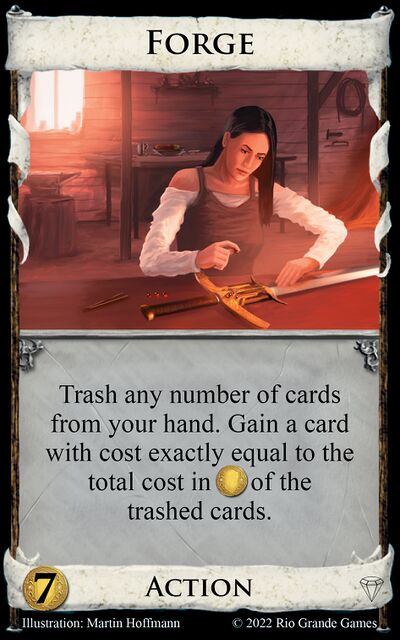 FORGE
Trash any number of cards
from your hand. Gain a card
with cost exactly equal to the
total cost in of the
trashed cards.
7 ACTION
Illustration: Martin Hoffmann © 2022 Rio Grande Games